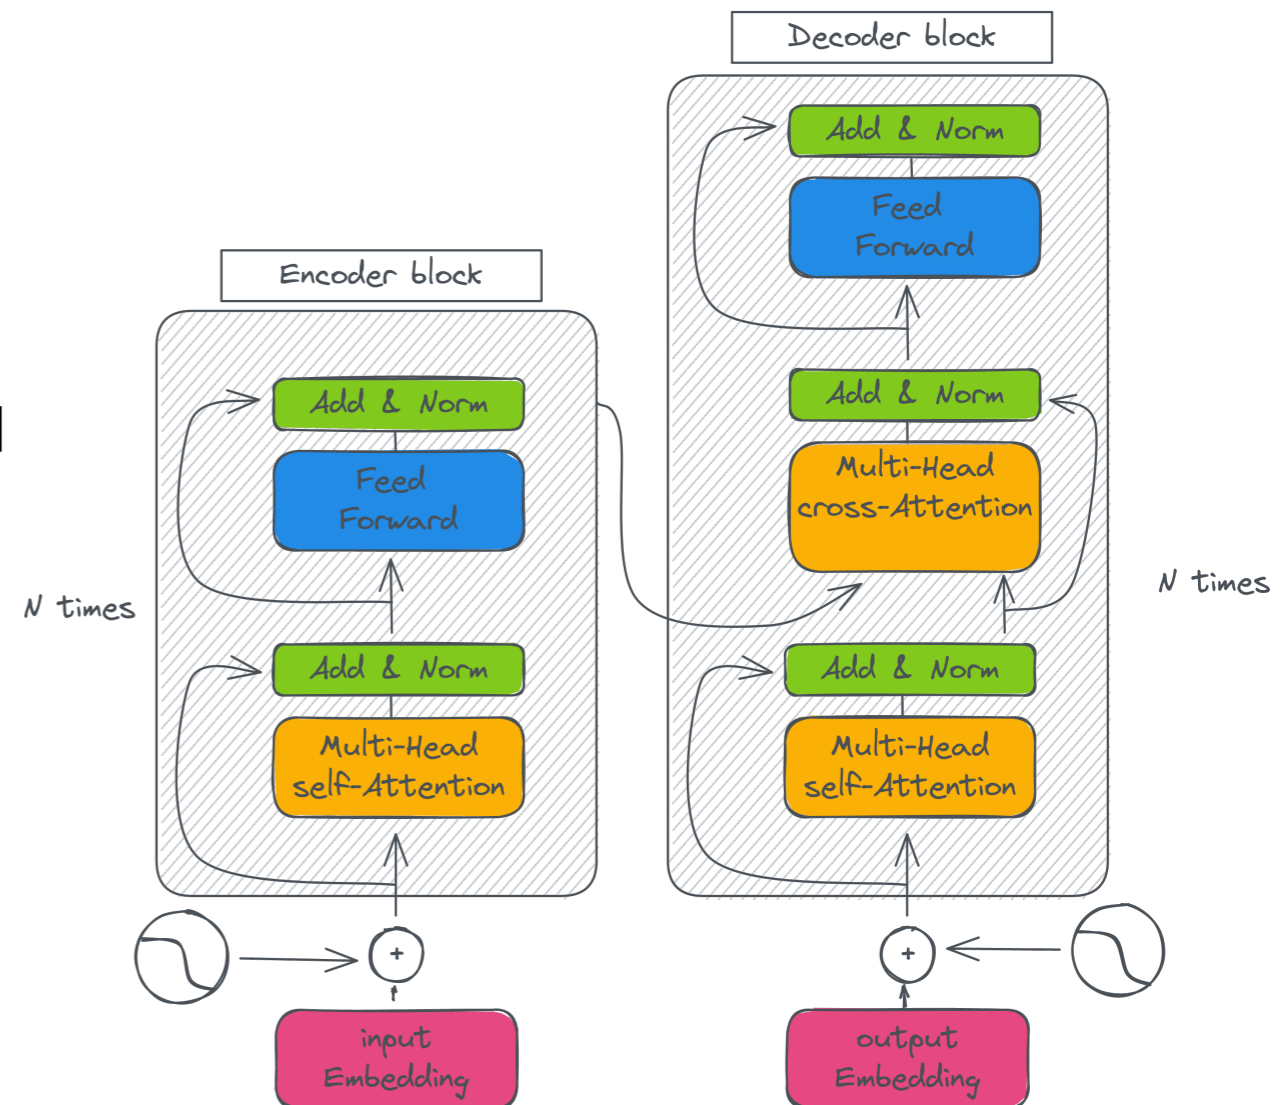 Decoder block
Add & Norm
Feed
Forward
Add & Norm
Multi-Head
cross-Attention
Add & Norm
Multi-Head
self-Attention
N times
+
output
Embedding
Encoder block
Add & Norm
Feed
Forward
Add & Norm
Multi-Head
self-Attention
N times
+
input
Embedding